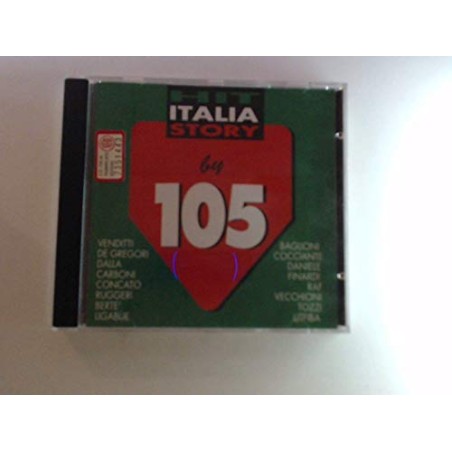 HIT
ITALIA
STORY
by
105
VENDITTI
DE GREGORI
DALLA
CARBONI
CONCATO
RUGGERI
BERTE'
LIGABUE
BAGLIONI
COCCIANTE
DANIELE
FINARDI
RAF
VECCHIONI
TOZZI
LITFIBA